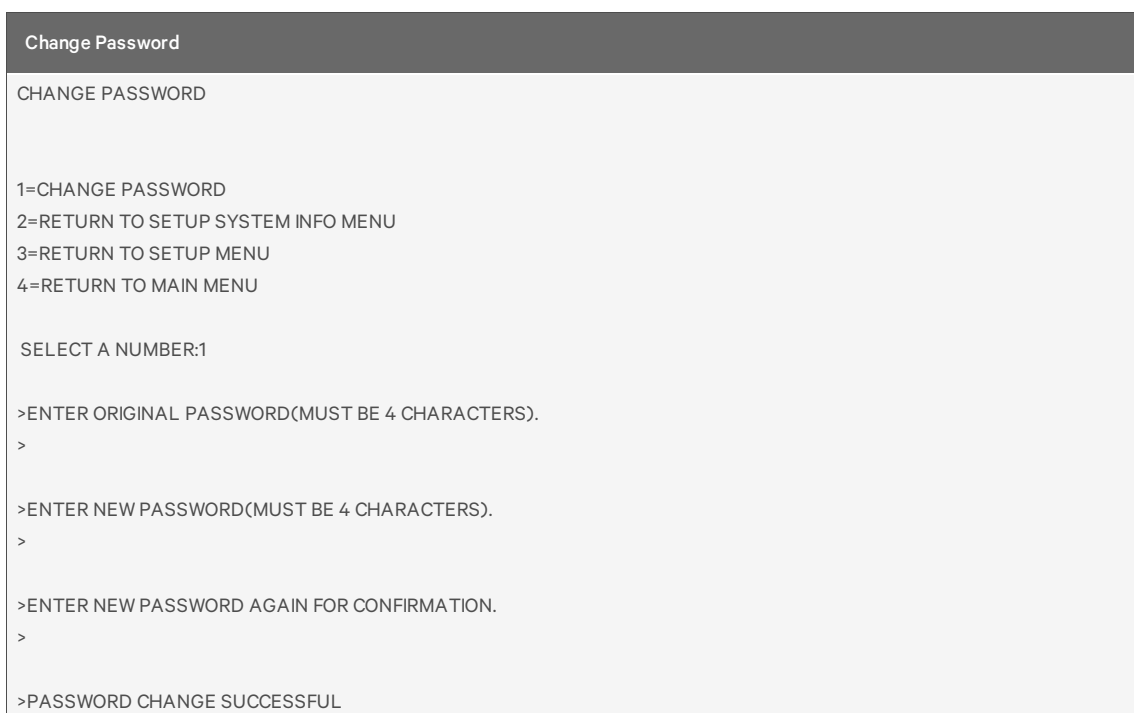 Change Password
CHANGE PASSWORD
1=CHANGE PASSWORD
2=RETURN TO SETUP SYSTEM INFO MENU
3=RETURN TO SETUP MENU
4=RETURN TO MAIN MENU
SELECT A NUMBER:1
>ENTER ORIGINAL PASSWORD(MUST BE 4 CHARACTERS).
>
>ENTER NEW PASSWORD(MUST BE 4 CHARACTERS).
>
>ENTER NEW PASSWORD AGAIN FOR CONFIRMATION.
>
>PASSWORD CHANGE SUCCESSFUL